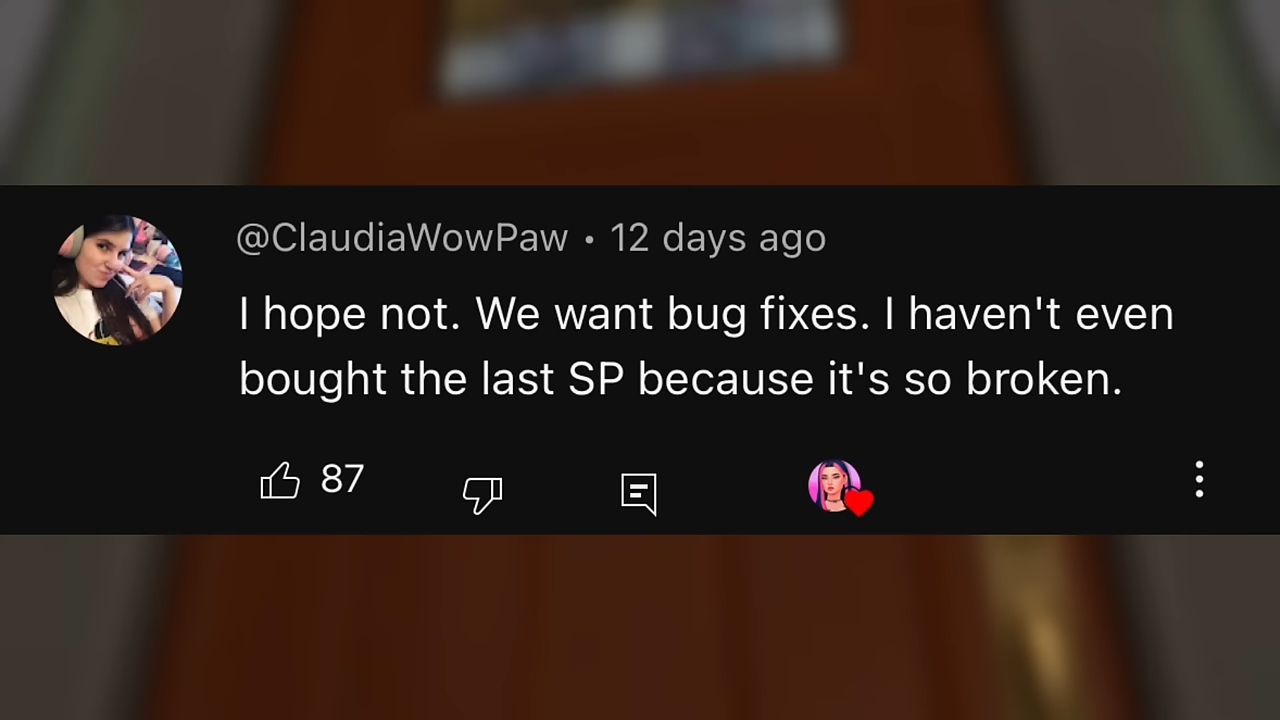 @ClaudiaWowPaw • 12 days ago
I hope not. We want bug fixes. I haven't even
bought the last SP because it's so broken.
87